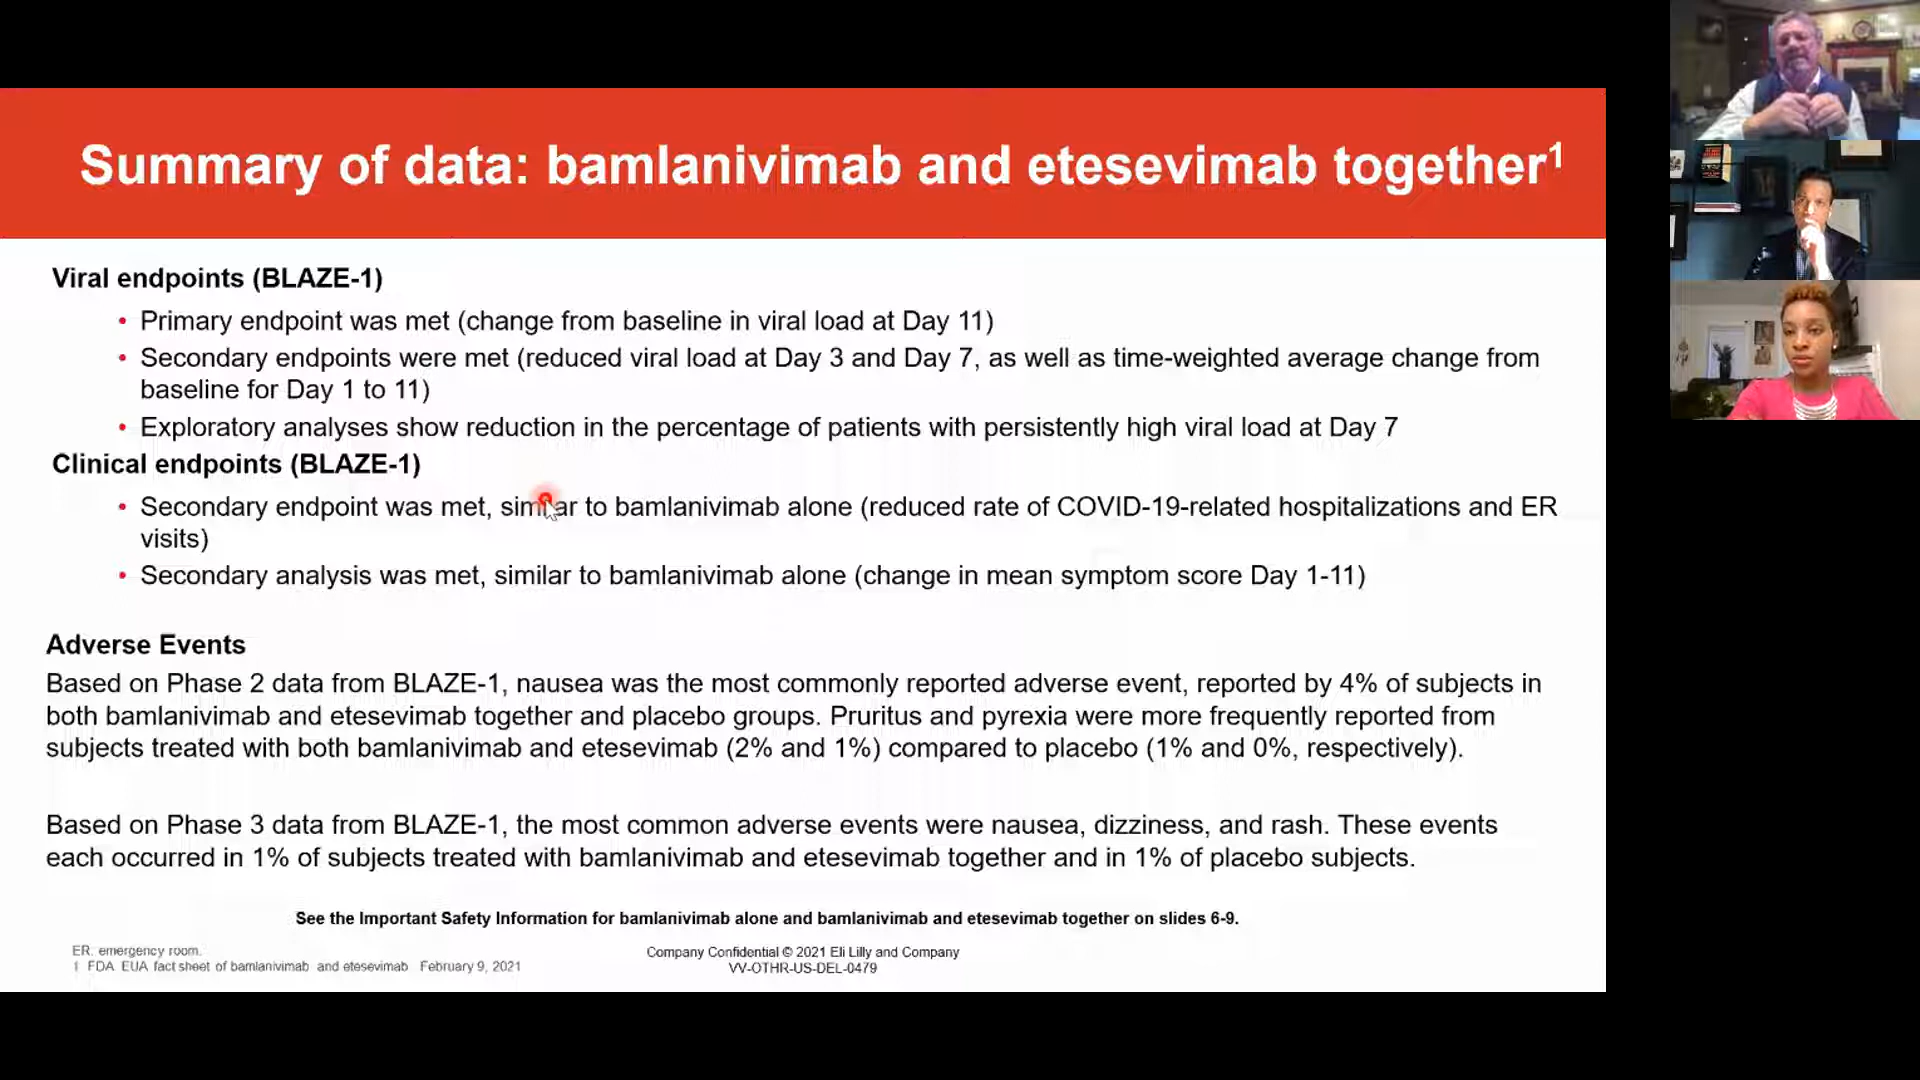 Summary of data: bamlanivimab and etesevimab together¹
Viral endpoints (BLAZE-1)
• Primary endpoint was met (change from baseline in viral load at Day 11)
• Secondary endpoints were met (reduced viral load at Day 3 and Day 7, as well as time-weighted average change from
baseline for Day 1 to 11)
• Exploratory analyses show reduction in the percentage of patients with persistently high viral load at Day 7
Clinical endpoints (BLAZE-1)
• Secondary endpoint was met, similar to bamlanivimab alone (reduced rate of COVID-19-related hospitalizations and ER
visits)
• Secondary analysis was met, similar to bamlanivimab alone (change in mean symptom score Day 1-11)
Adverse Events
Based on Phase 2 data from BLAZE-1, nausea was the most commonly reported adverse event, reported by 4% of subjects in
both bamlanivimab and etesevimab together and placebo groups. Pruritus and pyrexia were more frequently reported from
subjects treated with both bamlanivimab and etesevimab (2% and 1%) compared to placebo (1% and 0%, respectively).
Based on Phase 3 data from BLAZE-1, the most common adverse events were nausea, dizziness, and rash. These events
each occurred in 1% of subjects treated with bamlanivimab and etesevimab together and in 1% of placebo subjects.
See the Important Safety Information for bamlanivimab alone and bamlanivimab and etesevimab together on slides 6-9.
ER. emergency room.
1 FDA EUA fact sheet of bamlanivimab and etesevimab February 9, 2021
Company Confidential © 2021 Eli Lilly and Company
VV-OTHR-US-DEL-0479